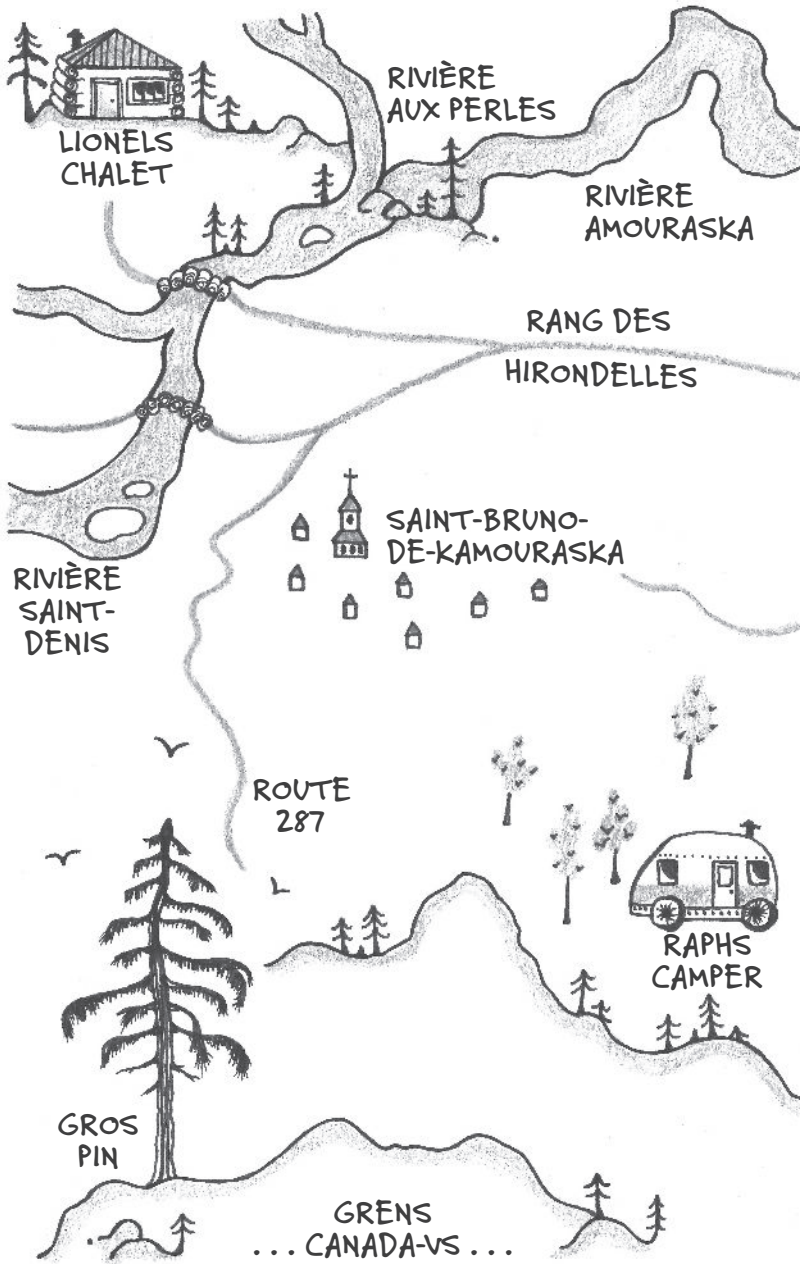 RIVIÈRE
AUX PERLES
LIONELS
CHALET
RIVIÈRE
AMOURASKA
RANG DES
HIRONDELLES
SAINT-BRUNO-
DE-KAMOURASKA
RIVIÈRE
SAINT-
DENIS
ROUTE
287
RAPHS
CAMPER
GROS
PIN
GRENS
... CANADA-VS ...